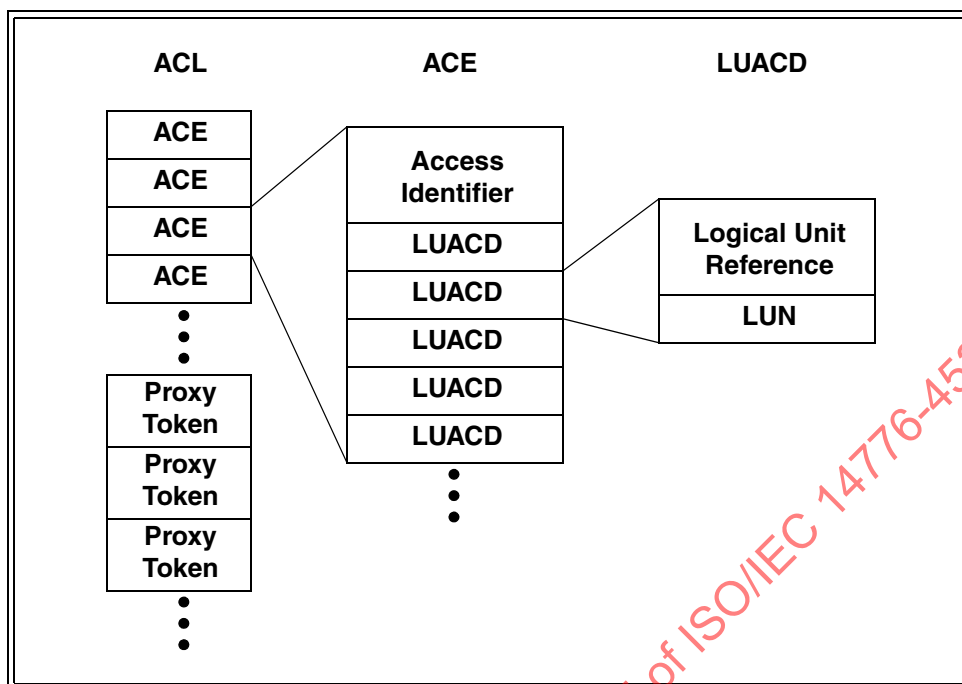 ACL
ACE
LUACD
ACE
ACE
ACE
ACE
Proxy
Token
Proxy
Token
Proxy
Token
Access
Identifier
LUACD
LUACD
LUACD
LUACD
LUACD
Logical Unit
Reference
LUN
of ISO/IEC 14776-45